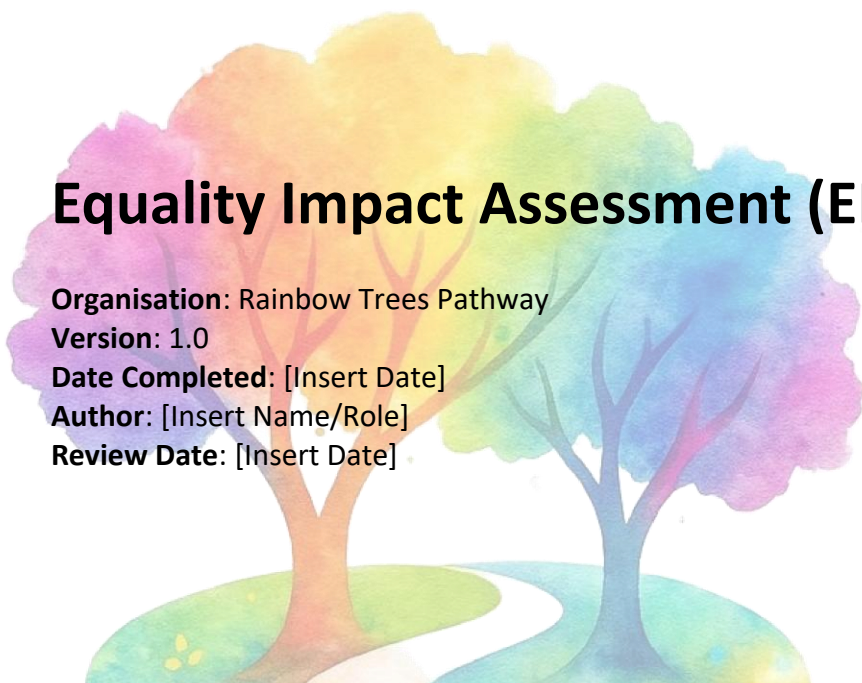 Equality Impact Assessment (E
Organisation: Rainbow Trees Pathway
Version: 1.0
Date Completed: [Insert Date]
Author: [Insert Name/Role]
Review Date: [Insert Date]